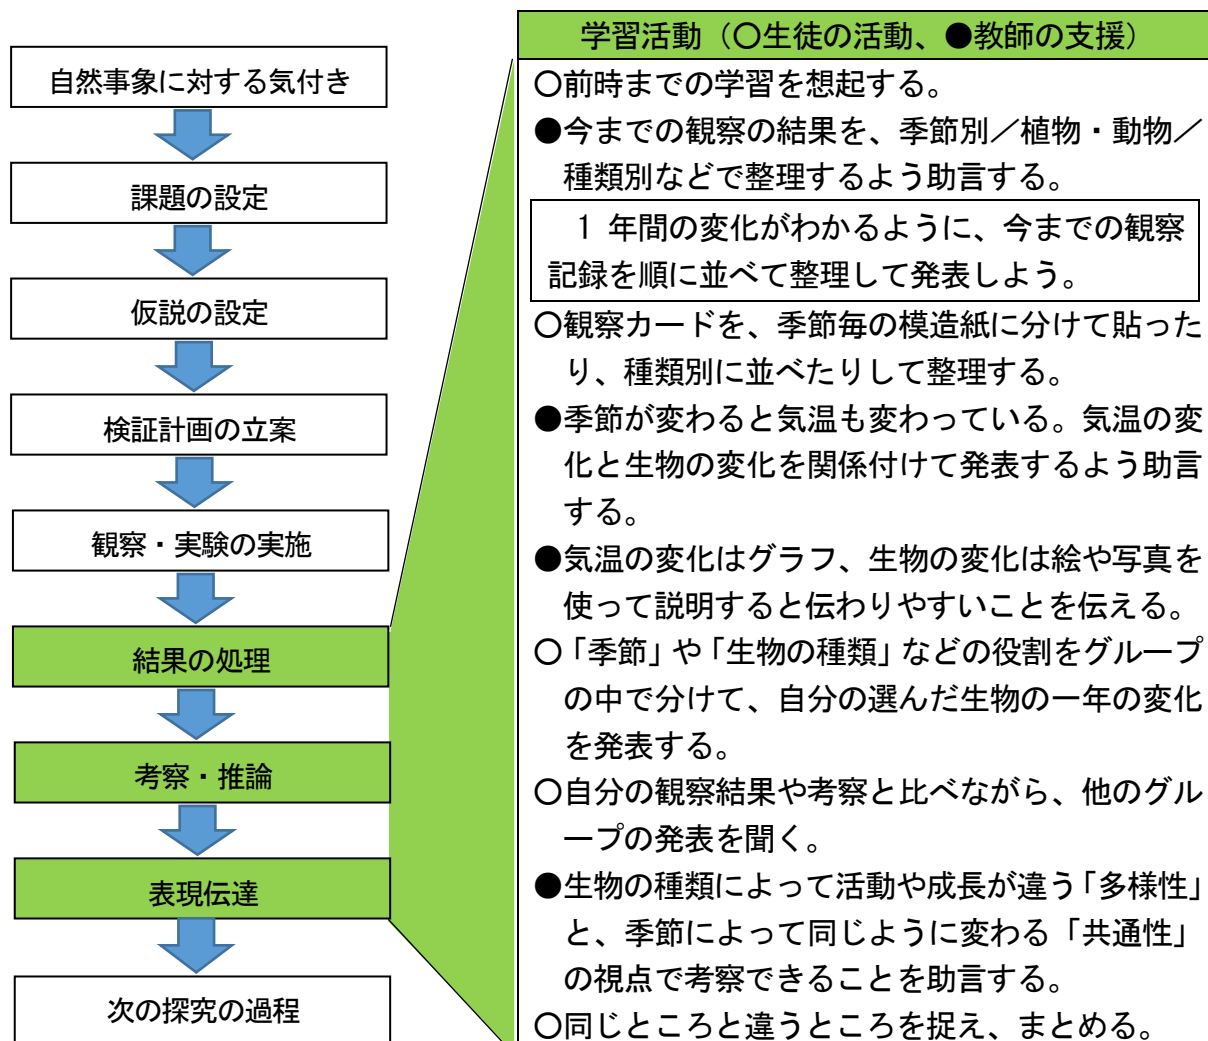 自然事象に対する気付き
課題の設定
仮説の設定
検証計画の立案
観察・実験の実施
結果の処理
考察・推論
表現伝達
次の探究の過程
学習活動（〇生徒の活動、●教師の支援）
〇前時までの学習を想起する。
●今までの観察の結果を、季節別／植物・動物／
種類別などで整理するよう助言する。
1 年間の変化がわかるように、今までの観察
記録を順に並べて整理して発表しよう。
〇観察カードを、季節毎の模造紙に分けて貼った
り、種類別に並べたりして整理する。
●季節が変わると気温も変わっている。気温の変
化と生物の変化を関係付けて発表するよう助言
する。
●気温の変化はグラフ、生物の変化は絵や写真を
使って説明すると伝わりやすいことを伝える。
〇「季節」や「生物の種類」などの役割をグループ
の中で分けて、自分の選んだ生物の一年の変化
を発表する。
〇自分の観察結果や考察と比べながら、他のグル
ープの発表を聞く。
●生物の種類によって活動や成長が違う「多様性」
と、季節によって同じように変わる「共通性」
の視点で考察できることを助言する。
〇同じところと違うところを捉え、まとめる。